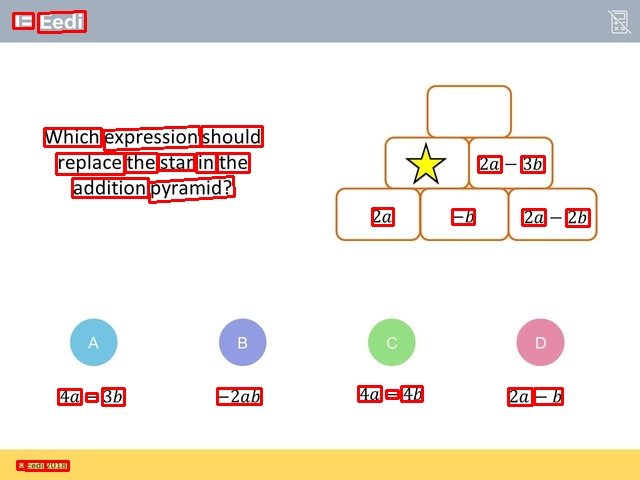 Eedi
Which expression should
replace the star in the
addition pyramid?
2a − 3b
2a
−b
2a − 2b
A
B
C
D
4a − 3b
−2ab
4a − 4b
2a − b
© Eedi 2018